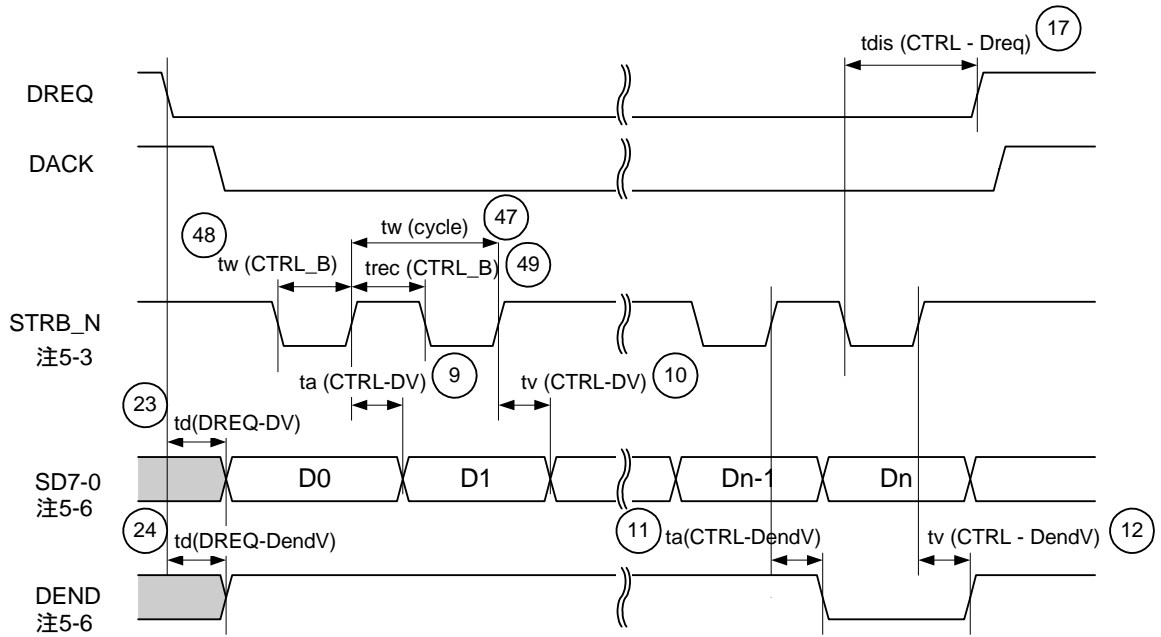 tdis (CTRL - Dreq) 17
DREQ
DACK
48 tw (cycle) 47
tw (CTRL_B) trec (CTRL_B) 49
STRB_N
注5-3
ta (CTRL-DV) 9 tv (CTRL-DV) 10
23
td(DREQ-DV)
SD7-0 D0 D1 Dn-1 Dn
注5-6
24 td(DREQ-DendV) 11 ta(CTRL-DendV) tv (CTRL - DendV) 12
DEND
注5-6